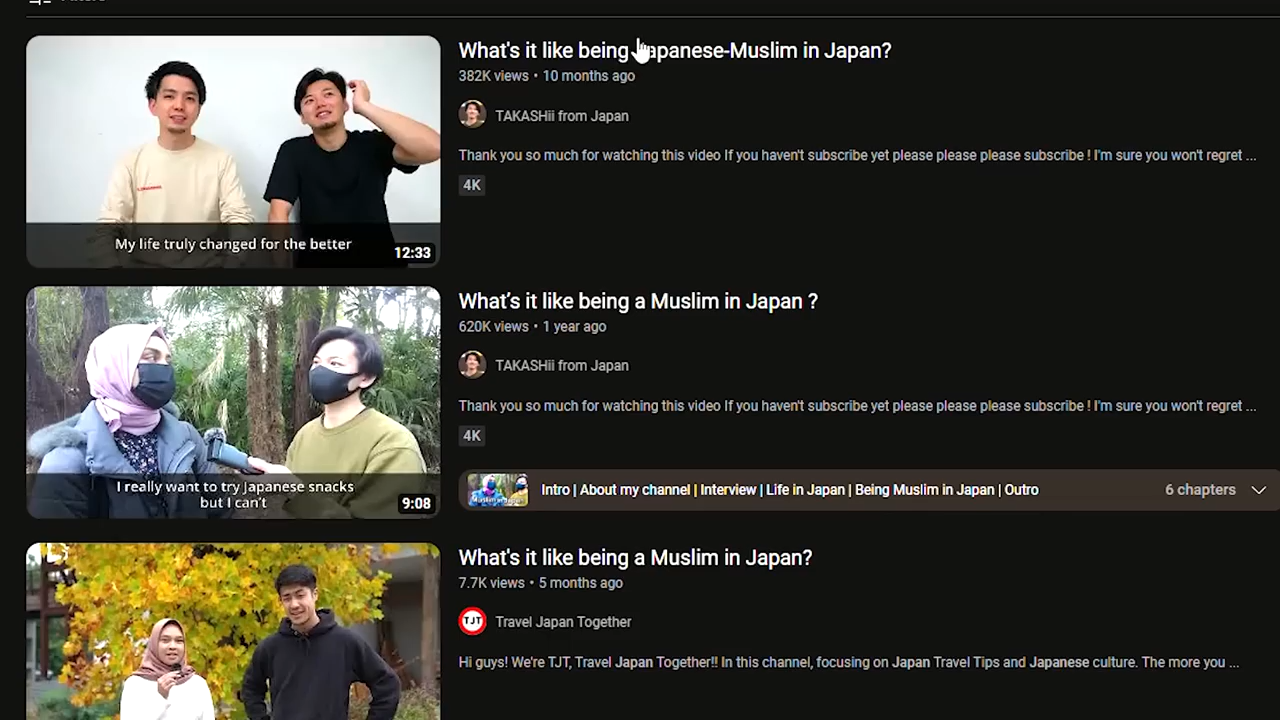 What's it like being Japanese-Muslim in Japan?
382K views • 10 months ago
TAKASHii from Japan
Thank you so much for watching this video If you haven't subscribe yet please please please subscribe ! I'm sure you won't regret ...
4K
My life truly changed for the better
12:33
What's it like being a Muslim in Japan ?
620K views • 1 year ago
TAKASHii from Japan
Thank you so much for watching this video If you haven't subscribe yet please please please subscribe ! I'm sure you won't regret ...
4K
I really want to try Japanese snacks
but I can't
9:08
Intro | About my channel | Interview | Life in Japan | Being Muslim in Japan | Outro
6 chapters
What's it like being a Muslim in Japan?
7.7K views • 5 months ago
TJT
Travel Japan Together
Hi guys! We're TJT, Travel Japan Together!! In this channel, focusing on Japan Travel Tips and Japanese culture. The more you ...